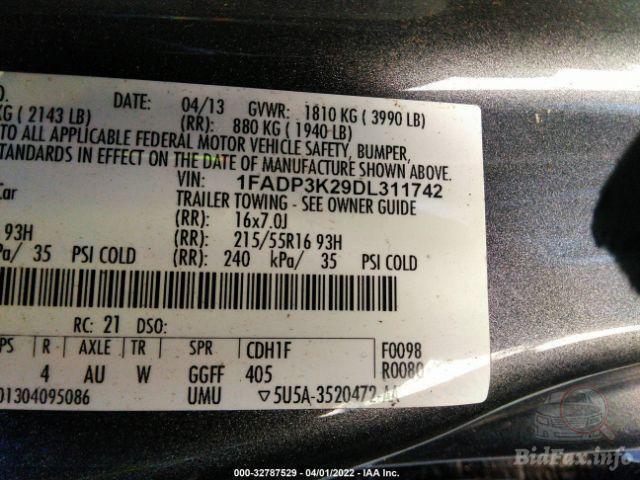 O.
DATE: 04/13 GVWR: 1810 KG ( 3990 LB)
KG ( 2143 LB) (RR): 880 KG ( 1940 LB)
TO ALL APPLICABLE FEDERAL MOTOR VEHICLE SAFETY, BUMPER,
STANDARDS IN EFFECT ON THE DATE OF MANUFACTURE SHOWN ABOVE.
VIN: 1FADP3K29DL311742
Car TRAILER TOWING - SEE OWNER GUIDE
(RR): 16x7.0J
93H (RR): 215/55R16 93H
Pa/ 35 PSI COLD (RR): 240 kPa/ 35 PSI COLD
RC: 21 DSO:
PS R AXLE TR SPR CDH1F F0098
4 AU W GGFF 405 R0080
01304095086 UMU ▽5U5A-3520472-AA
BidFax.info
000-32787529 - 04/01/2022 - IAA Inc.